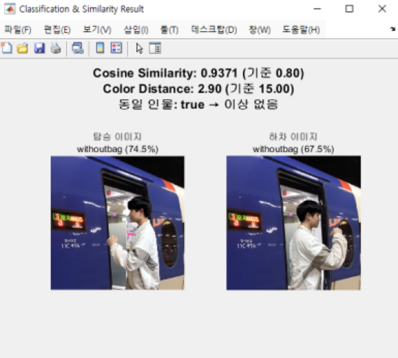 Classification & Similarity Result
파일(F) 편집(E) 보기(V) 삽입(I) 툴(T) 데스크탑(D) 창(W) 도움말(H)
Cosine Similarity: 0.9371 (기준 0.80)
Color Distance: 2.90 (기준 15.00)
동일 인물: true → 이상 없음
탑승 이미지
withoutbag (74.5%)
하차 이미지
withoutbag (67.5%)